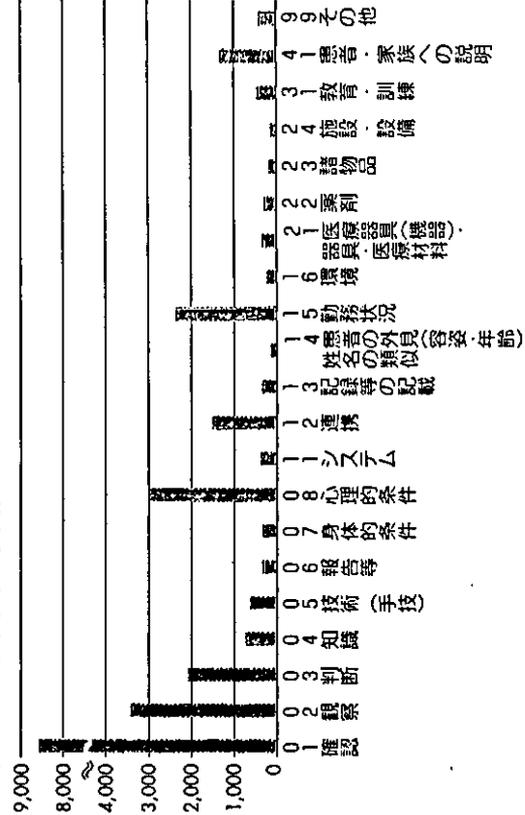 9,000
8,000
4,000
3,000
2,000
1,000
0
01確認
02観察
03判断
04知識
05技術(手技)
06報告等
07身体的条件
08心理的条件
11システム
12連携
13記録等の記載
14患者の外見(容姿・年齢)
姓名の類似
15勤務状況
16環境
21医療器具(機器)・
器具・医療材料
22薬剤
23諸物品
24施設・設備
31教育・訓練
41患者・家族への説明
99その他